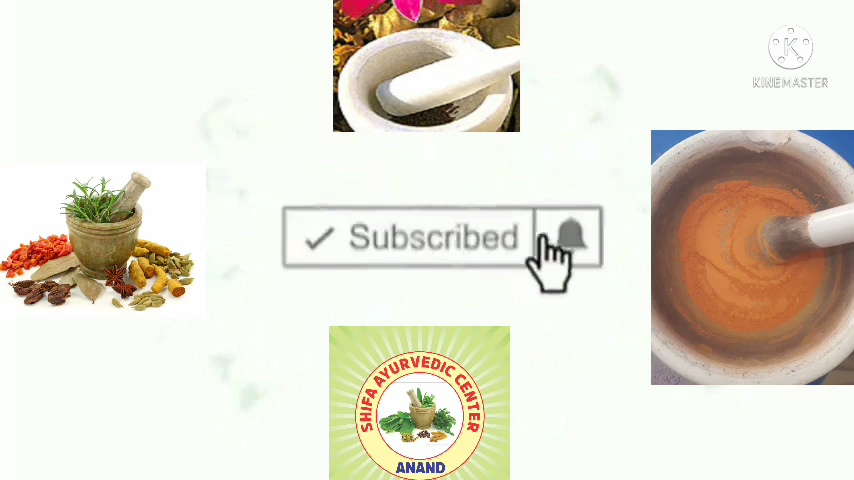 KINEMASTER
Subscribed
SHIFA AYURVEDIC CENTER
ANAND